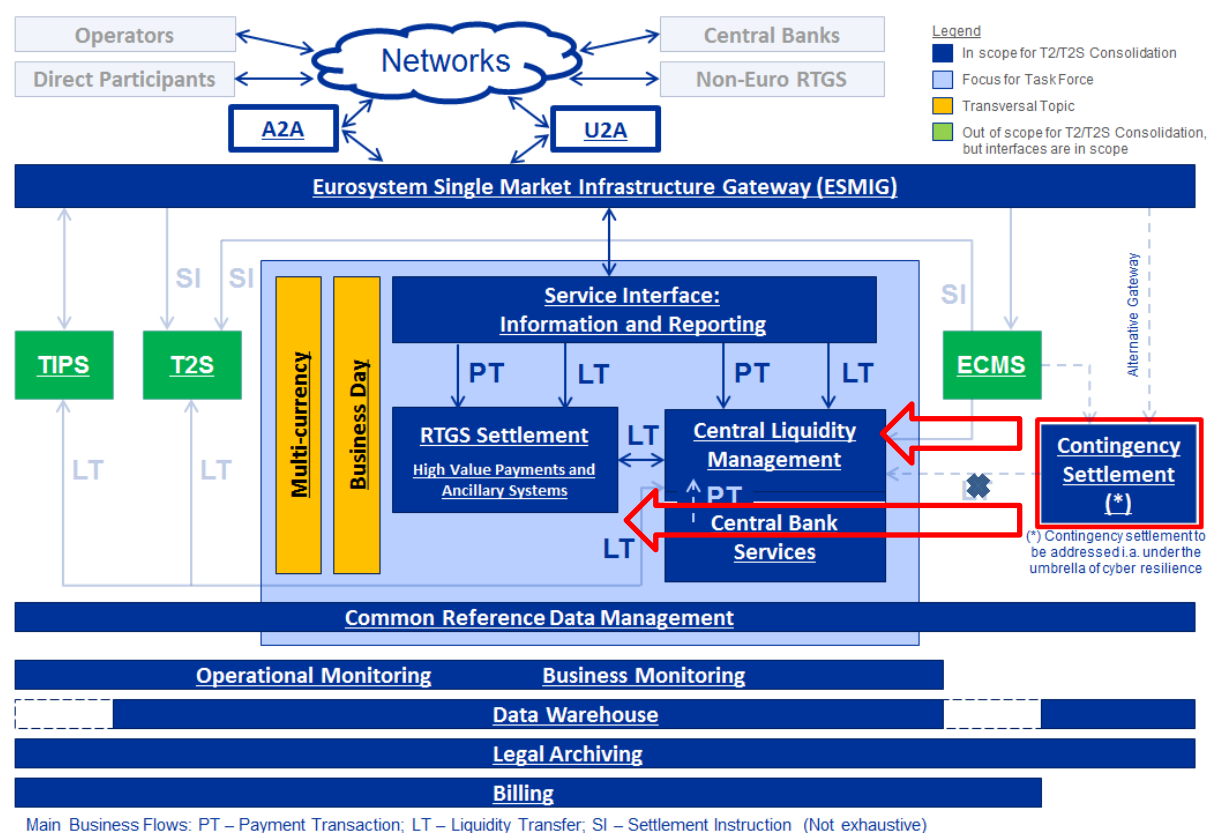 Operators
Direct Participants
Networks
Central Banks
Non-Euro RTGS
Legend
In scope for T2/T2S Consolidation
Focus for Task Force
Transversal Topic
Out of scope for T2/T2S Consolidation,
but interfaces are in scope
A2A
U2A
Eurosystem Single Market Infrastructure Gateway (ESMIG)
SI
SI
SI
Alternative Gateway
Multi-currency
Business Day
Service Interface:
Information and Reporting
TIPS
T2S
ECMS
PT
LT
PT
LT
RTGS Settlement
High Value Payments and
Ancillary Systems
LT
Central Liquidity
Management
Contingency
Settlement
(*)
LT
LT
PT
LT
LT
Central Bank
Services
(*) Contingency settlement to
be addressed i.a. under the
umbrella of cyber resilience
Common Reference Data Management
Operational Monitoring
Business Monitoring
Data Warehouse
Legal Archiving
Billing
Main Business Flows: PT – Payment Transaction; LT – Liquidity Transfer; SI – Settlement Instruction (Not exhaustive)